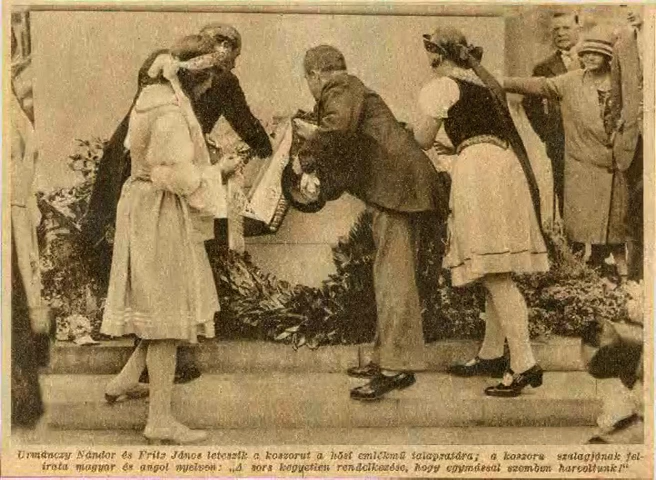 Urmánczy Nándor és Fritz János leteszik a koszorut a hősi emlékmű talapzatára; a koszoru szalagjának fel-
irata magyar és angol nyelven: „A sors kegyetlen rendelkezése, hogy egymással szemben harcoltunk!"